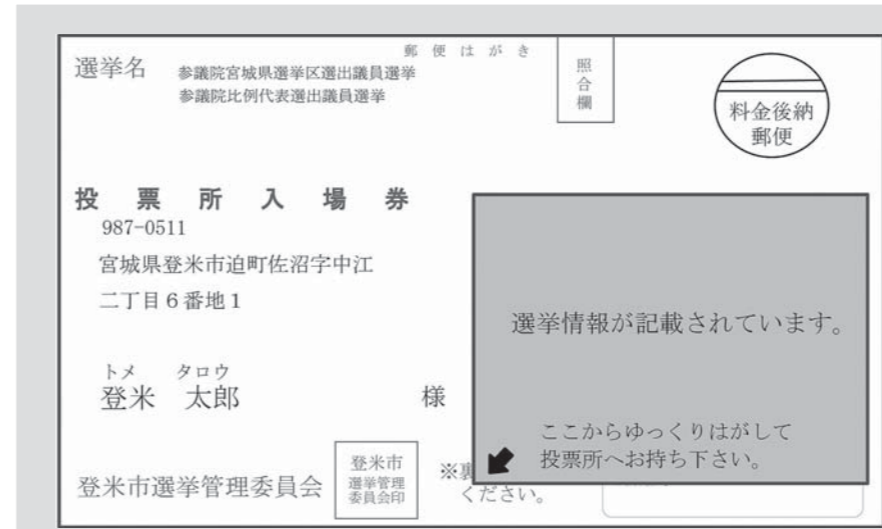 郵便はがき
選挙名 参議院宮城県選挙区選出議員選挙
参議院比例代表選出議員選挙
照合欄
料金後納
郵便
投票所入場券
987-0511
宮城県登米市迫町佐沼字中江
二丁目6番地1
トメ タロウ
登米 太郎 様
登米市選挙管理委員会
登米市
選挙管理
委員会印
※裏
ください。
選挙情報が記載されています。
ここからゆっくりはがして
投票所へお持ち下さい。